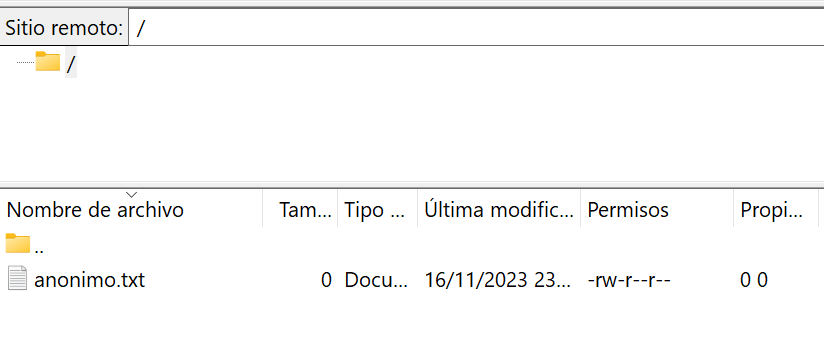 Sitio remoto: /
/
Nombre de archivo Tam... Tipo ... Última modific... Permisos Propi...
..
anonimo.txt 0 Docu... 16/11/2023 23... -rw-r--r-- 0 0